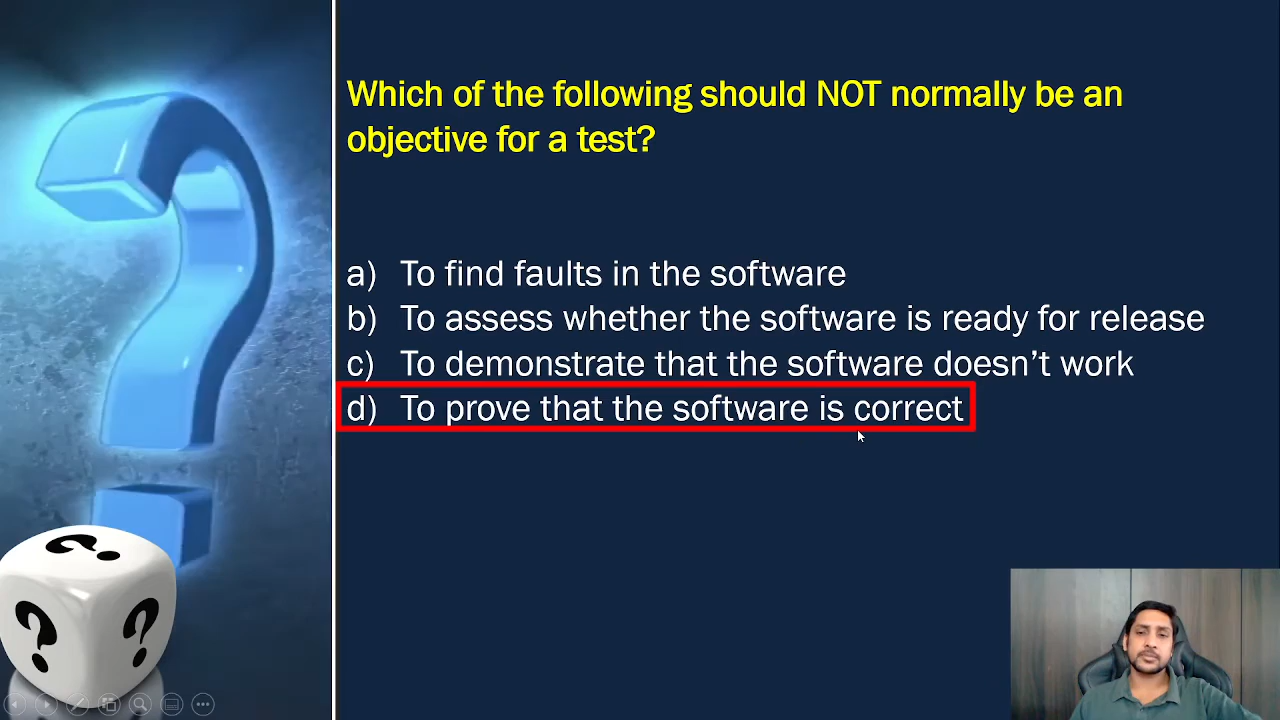 Which of the following should NOT normally be an
objective for a test?
a) To find faults in the software
b) To assess whether the software is ready for release
c) To demonstrate that the software doesn’t work
d) To prove that the software is correct